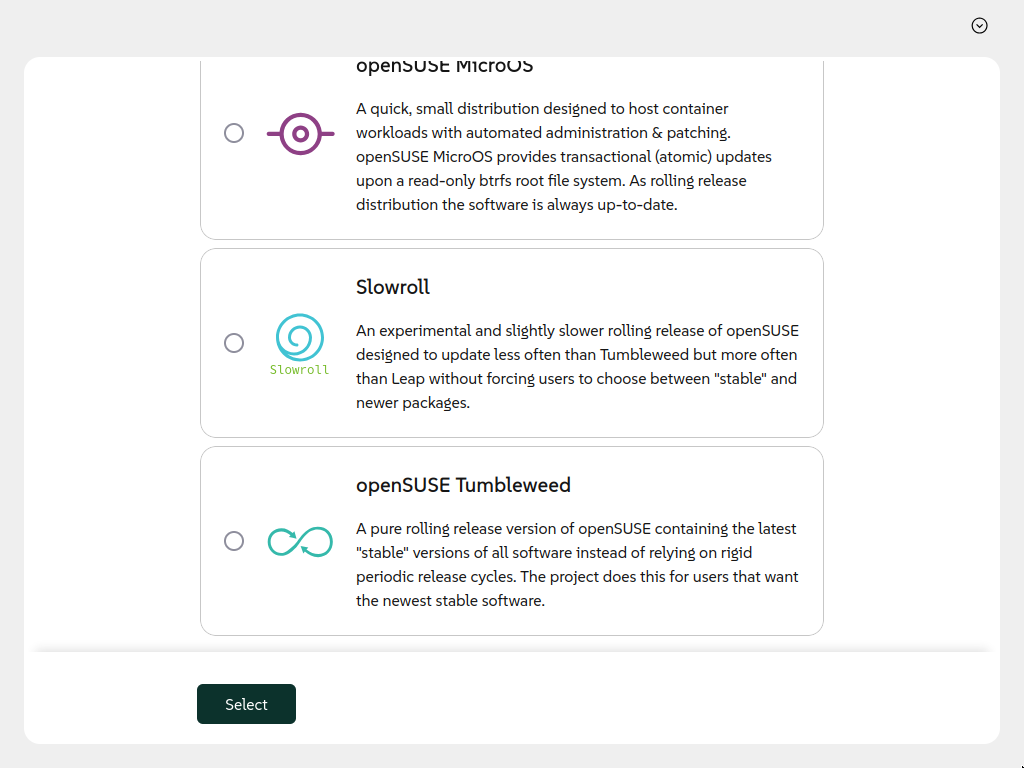 openSUSE MicroOS
A quick, small distribution designed to host container
workloads with automated administration & patching.
openSUSE MicroOS provides transactional (atomic) updates
upon a read-only btrfs root file system. As rolling release
distribution the software is always up-to-date.
Slowroll
An experimental and slightly slower rolling release of openSUSE
designed to update less often than Tumbleweed but more often
than Leap without forcing users to choose between "stable" and
newer packages.
Slowroll
openSUSE Tumbleweed
A pure rolling release version of openSUSE containing the latest
"stable" versions of all software instead of relying on rigid
periodic release cycles. The project does this for users that want
the newest stable software.
Select